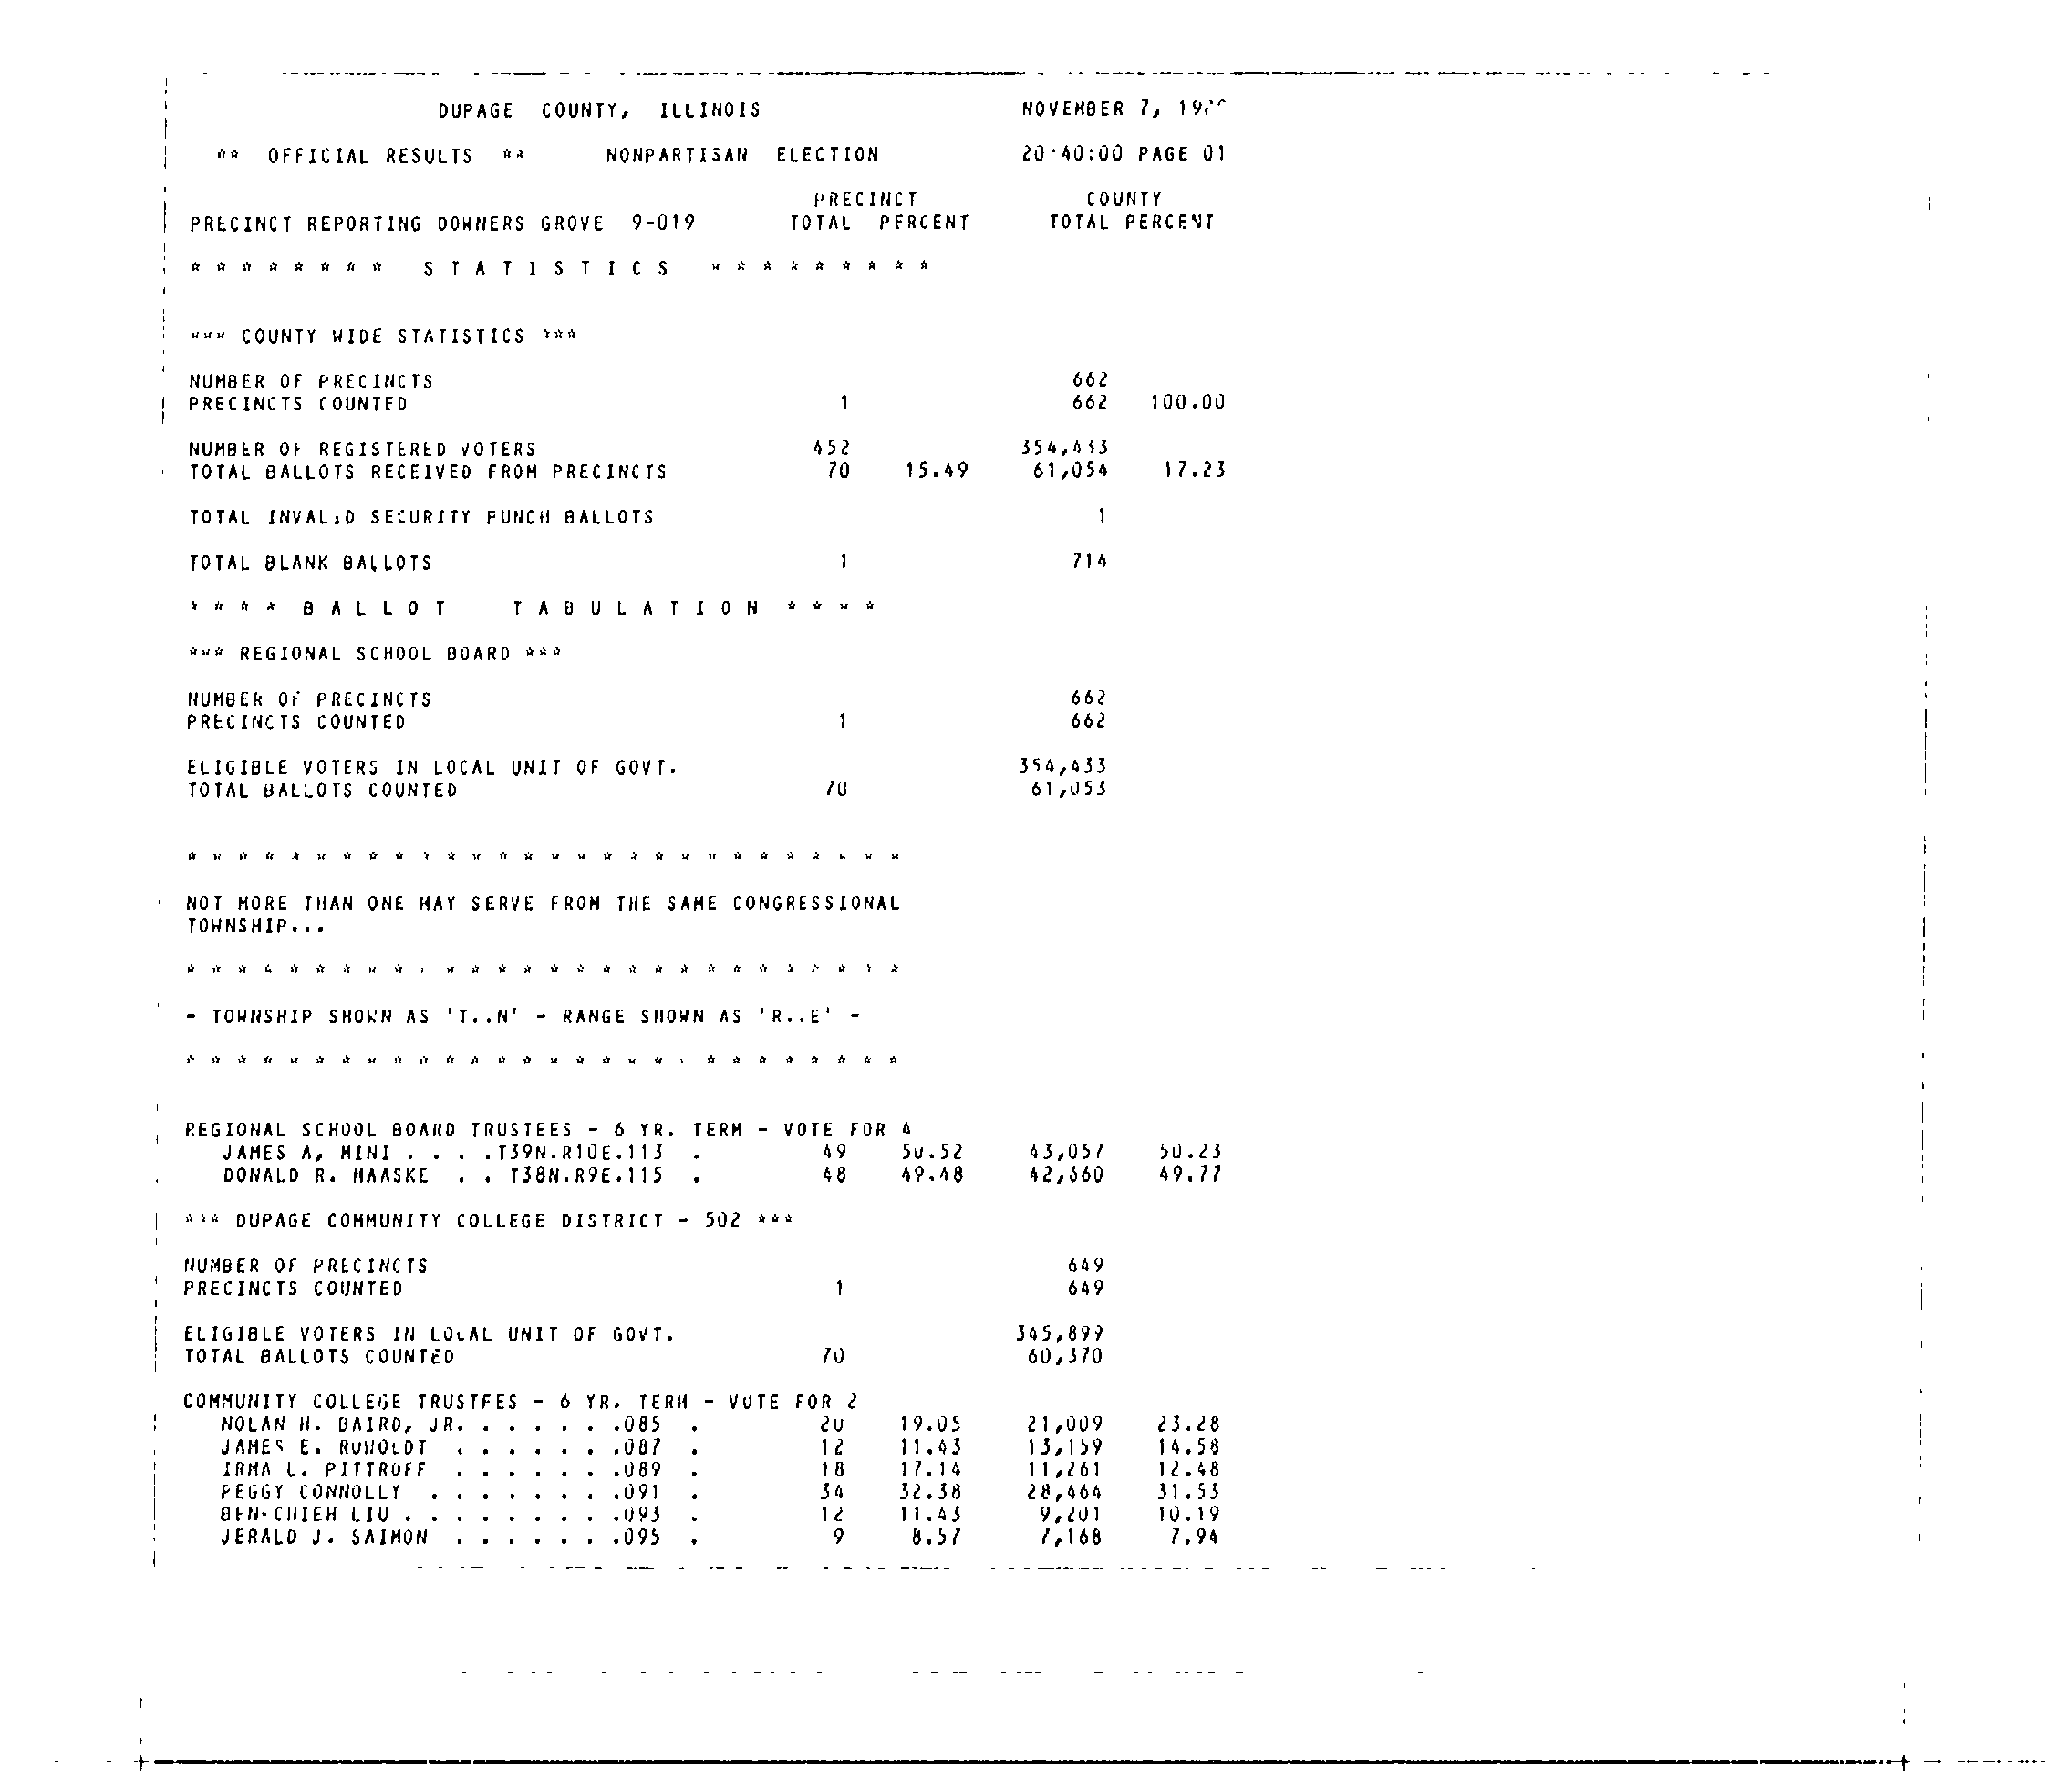 DUPAGE COUNTY, ILLINOIS NOVEMBER 7,
** OFFICIAL RESULTS ** NONPARTISAN ELECTION 20:40:00 PAGE 01
PRECINCT COUNTY
PRECINCT REPORTING DOWNERS GROVE 9-019 TOTAL PERCENT TOTAL PERCENT
* * * * * * * * S T A T I S T I C S * * * * * * * * *
*** COUNTY WIDE STATISTICS ***
NUMBER OF PRECINCTS 662
PRECINCTS COUNTED 1 662 100.00
NUMBER OF REGISTERED VOTERS 452 354,433
TOTAL BALLOTS RECEIVED FROM PRECINCTS 70 15.49 61,054 17.23
TOTAL INVALID SECURITY PUNCH BALLOTS 1
TOTAL BLANK BALLOTS 1 714
* * * * B A L L O T T A B U L A T I O N * * * *
*** REGIONAL SCHOOL BOARD ***
NUMBER OF PRECINCTS 662
PRECINCTS COUNTED 1 662
ELIGIBLE VOTERS IN LOCAL UNIT OF GOVT. 354,433
TOTAL BALLOTS COUNTED 70 61,053
* * * * * * * * * * * * * * * * * * * * * * * * * * * *
NOT MORE THAN ONE MAY SERVE FROM THE SAME CONGRESSIONAL
TOWNSHIP...
* * * * * * * * * * * * * * * * * * * * * * * * * * * *
- TOWNSHIP SHOWN AS 'T..N' - RANGE SHOWN AS 'R..E' -
* * * * * * * * * * * * * * * * * * * * * * * * * * * *
REGIONAL SCHOOL BOARD TRUSTEES - 6 YR. TERM - VOTE FOR 4
JAMES A. MINI . . . .T39N.R10E.113 . 49 50.52 43,057 50.23
DONALD R. HAASKE . . T38N.R9E.115 . 48 49.48 42,660 49.77
*** DUPAGE COMMUNITY COLLEGE DISTRICT - 502 ***
NUMBER OF PRECINCTS 649
PRECINCTS COUNTED 1 649
ELIGIBLE VOTERS IN LOCAL UNIT OF GOVT. 345,899
TOTAL BALLOTS COUNTED 70 60,370
COMMUNITY COLLEGE TRUSTEES - 6 YR. TERM - VOTE FOR 2
NOLAN H. BAIRD, JR. . . . . . .085 . 20 19.05 21,009 23.28
JAMES E. RUHOLDT . . . . . . .087 . 12 11.43 13,159 14.58
IRMA L. PITTROFF . . . . . . .089 . 18 17.14 11,261 12.48
PEGGY CONNOLLY . . . . . . . .091 . 34 32.38 28,464 31.53
BEN-CHIEH LIU . . . . . . . . .093 . 12 11.43 9,201 10.19
JERALD J. SAIMON . . . . . . .095 . 9 8.57 7,168 7.94